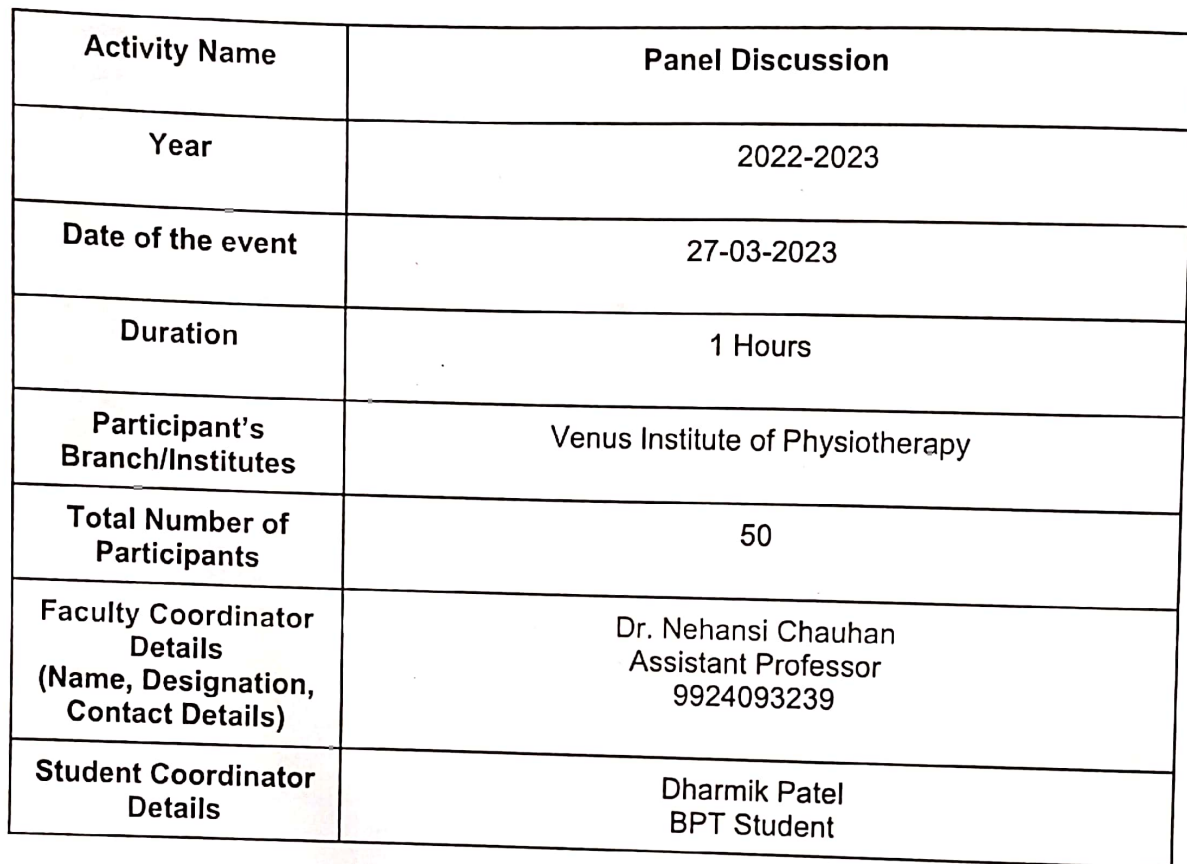 Activity Name
Panel Discussion
Year
2022-2023
Date of the event
27-03-2023
Duration
1 Hours
Participant's
Branch/Institutes
Venus Institute of Physiotherapy
Total Number of
Participants
50
Faculty Coordinator
Details
(Name, Designation,
Contact Details)
Dr. Nehansi Chauhan
Assistant Professor
9924093239
Student Coordinator
Details
Dharmik Patel
BPT Student